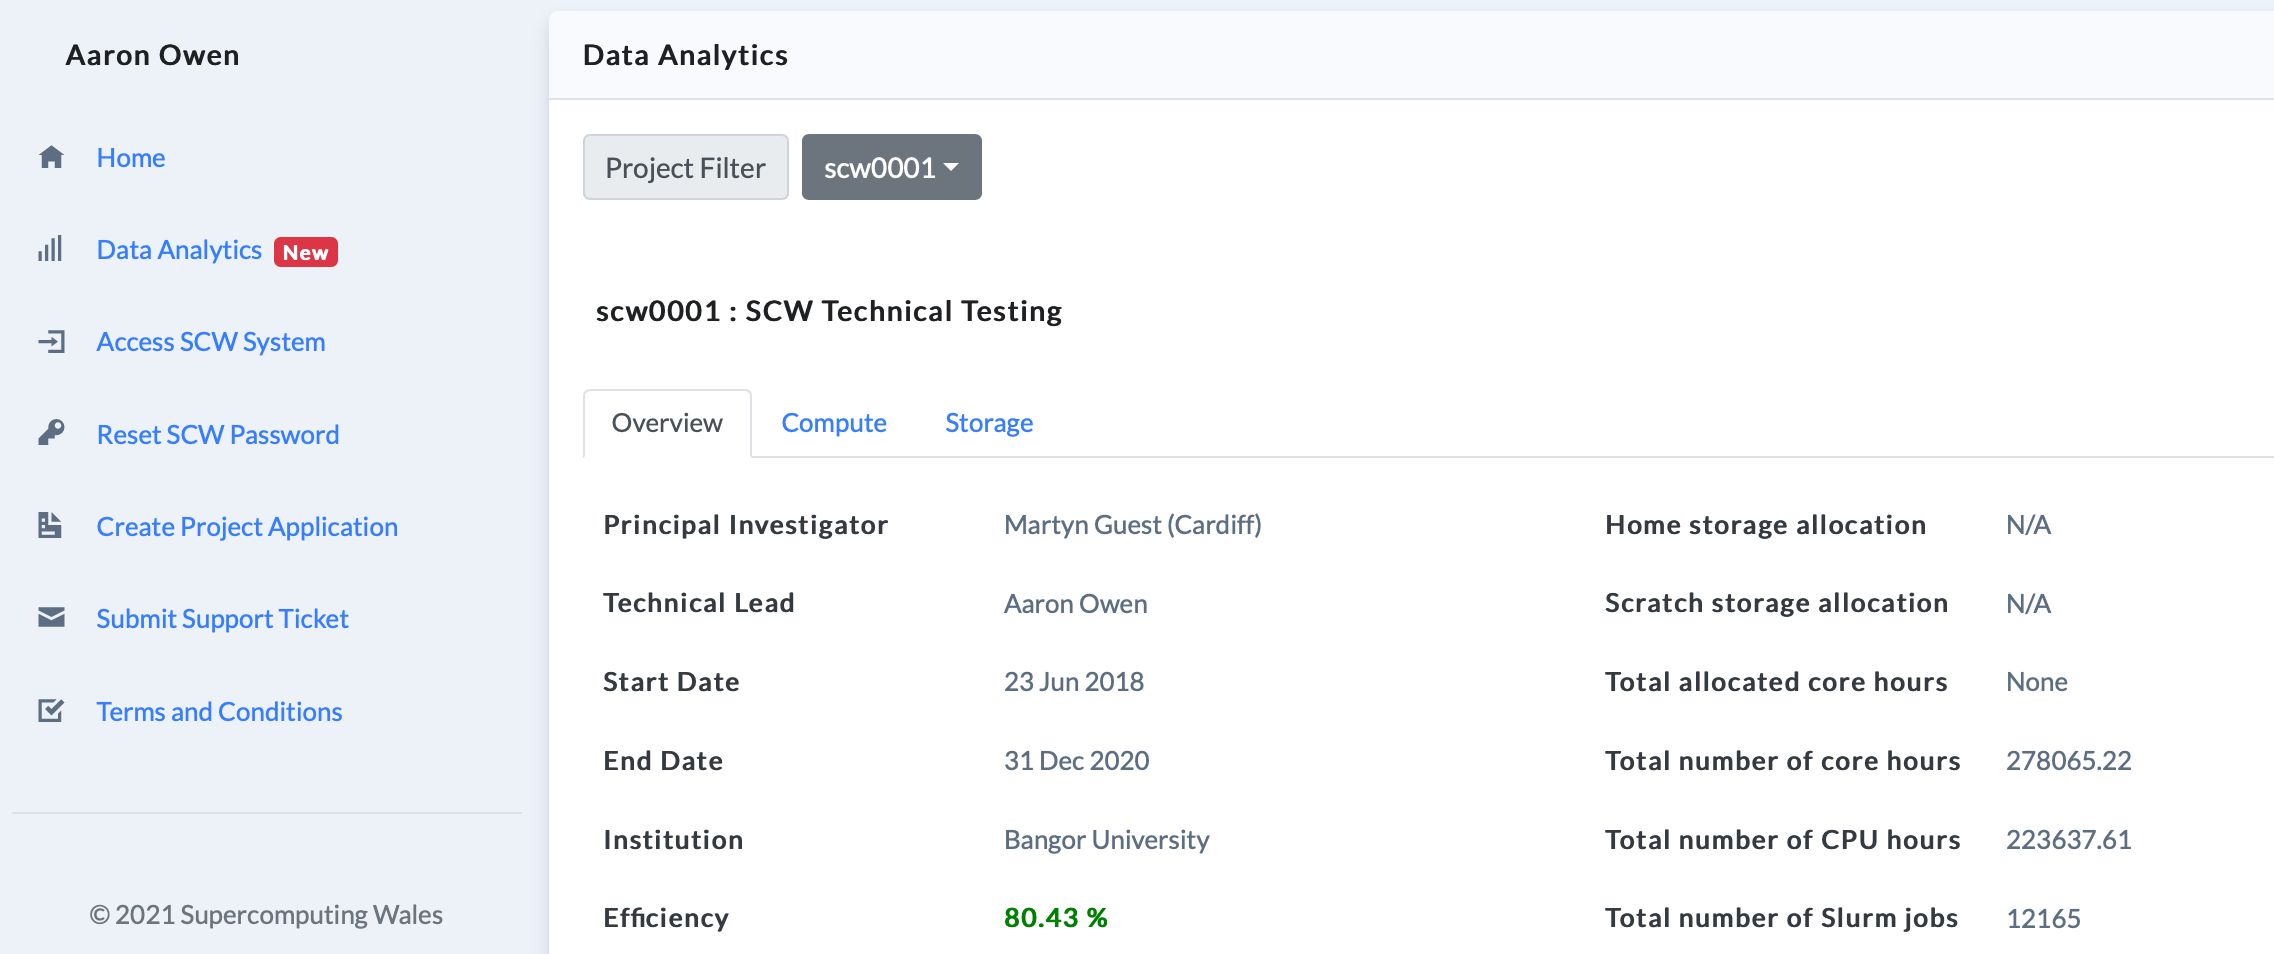 Aaron Owen
Home
Data Analytics New
Access SCW System
Reset SCW Password
Create Project Application
Submit Support Ticket
Terms and Conditions
© 2021 Supercomputing Wales
Data Analytics
Project Filter scw0001
scw0001 : SCW Technical Testing
Overview Compute Storage
Principal Investigator Martyn Guest (Cardiff)
Technical Lead Aaron Owen
Start Date 23 Jun 2018
End Date 31 Dec 2020
Institution Bangor University
Efficiency 80.43 %
Home storage allocation N/A
Scratch storage allocation N/A
Total allocated core hours None
Total number of core hours 278065.22
Total number of CPU hours 223637.61
Total number of Slurm jobs 12165